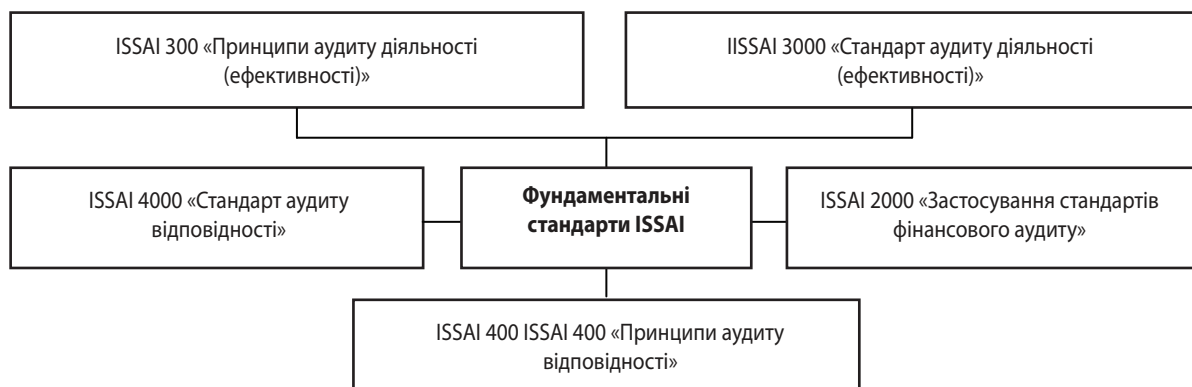 ISSAI 300 «Принципи аудиту діяльності
(ефективності)»
IISSAI 3000 «Стандарт аудиту діяльності
(ефективності)»
ISSAI 4000 «Стандарт аудиту
відповідності»
Фундаментальні
стандарти ISSAI
ISSAI 2000 «Застосування стандартів
фінансового аудиту»
ISSAI 400 ISSAI 400 «Принципи аудиту
відповідності»